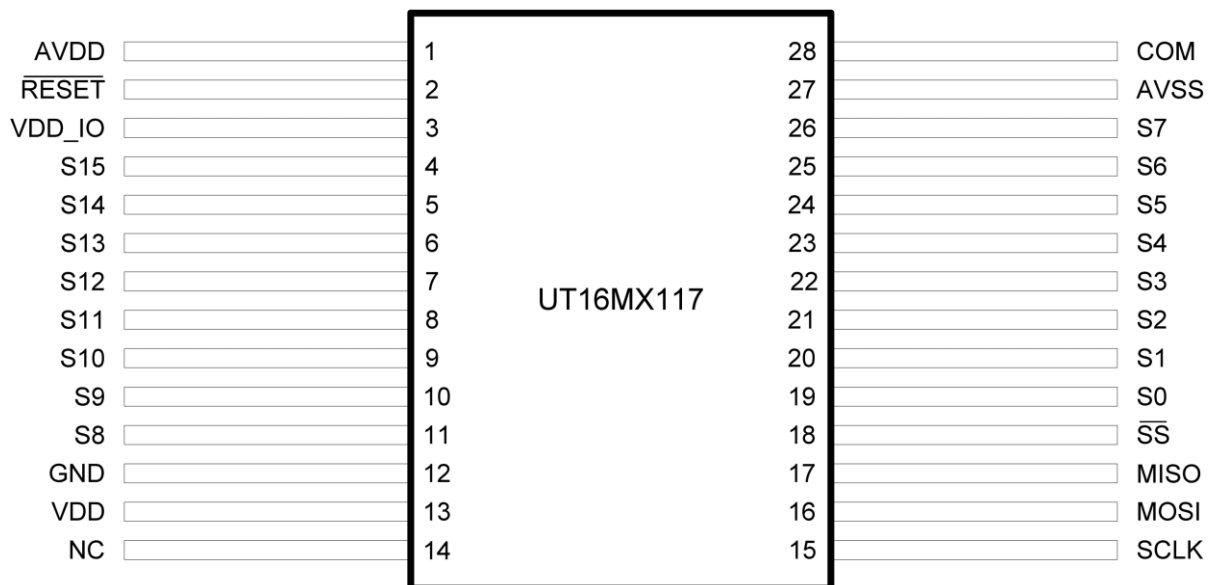 AVDD 1 28 COM
R̅E̅S̅E̅T̅ 2 27 AVSS
VDD_IO 3 26 S7
S15 4 25 S6
S14 5 24 S5
S13 6 23 S4
S12 7 22 S3
UT16MX117
S11 8 21 S2
S10 9 20 S1
S9 10 19 S0
S8 11 18 S̅S̅
GND 12 17 MISO
VDD 13 16 MOSI
NC 14 15 SCLK